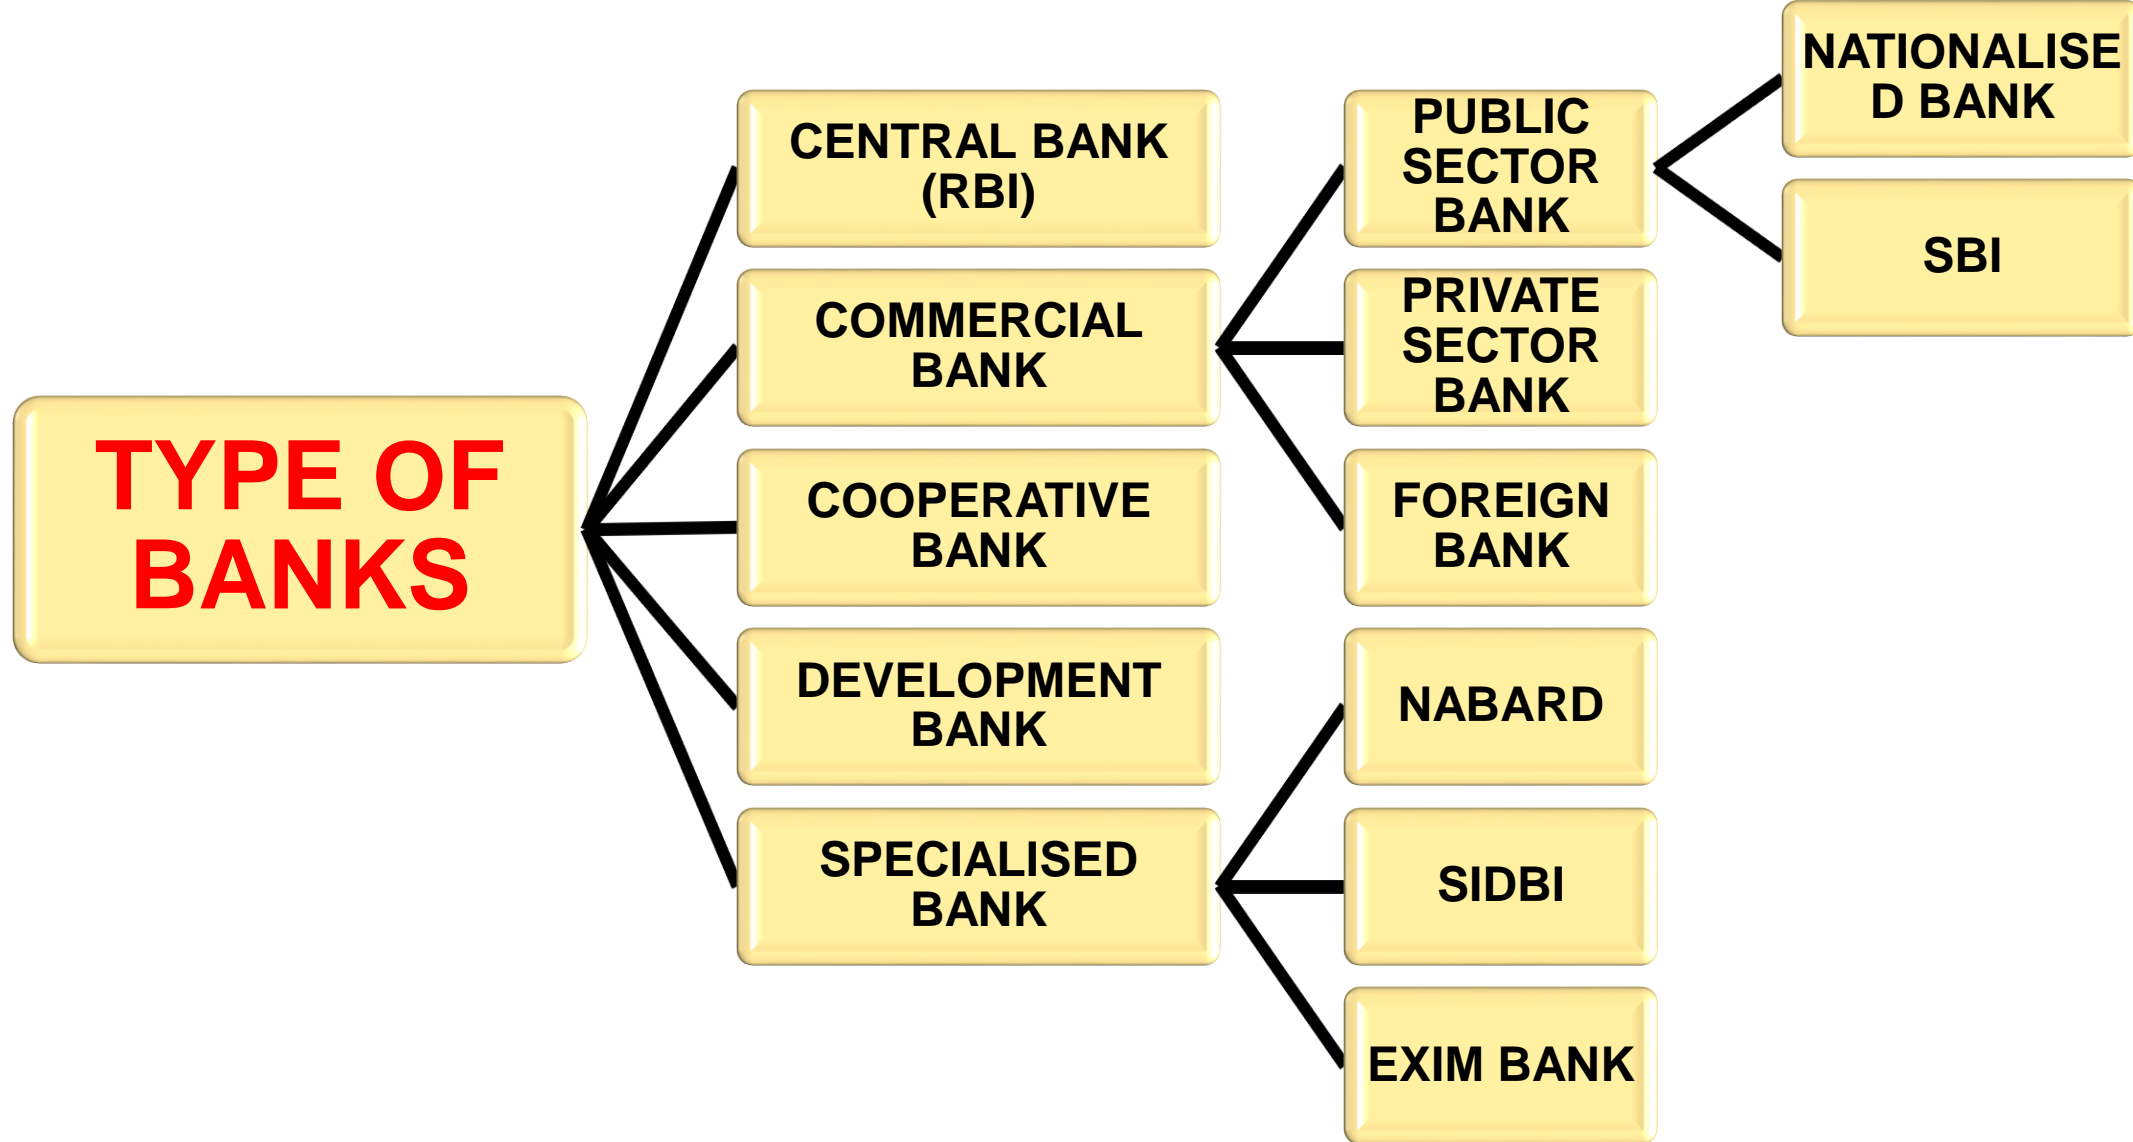 TYPE OF
BANKS
CENTRAL BANK
(RBI)
COMMERCIAL
BANK
COOPERATIVE
BANK
DEVELOPMENT
BANK
SPECIALISED
BANK
PUBLIC
SECTOR
BANK
PRIVATE
SECTOR
BANK
FOREIGN
BANK
NABARD
SIDBI
EXIM BANK
NATIONALISE
D BANK
SBI